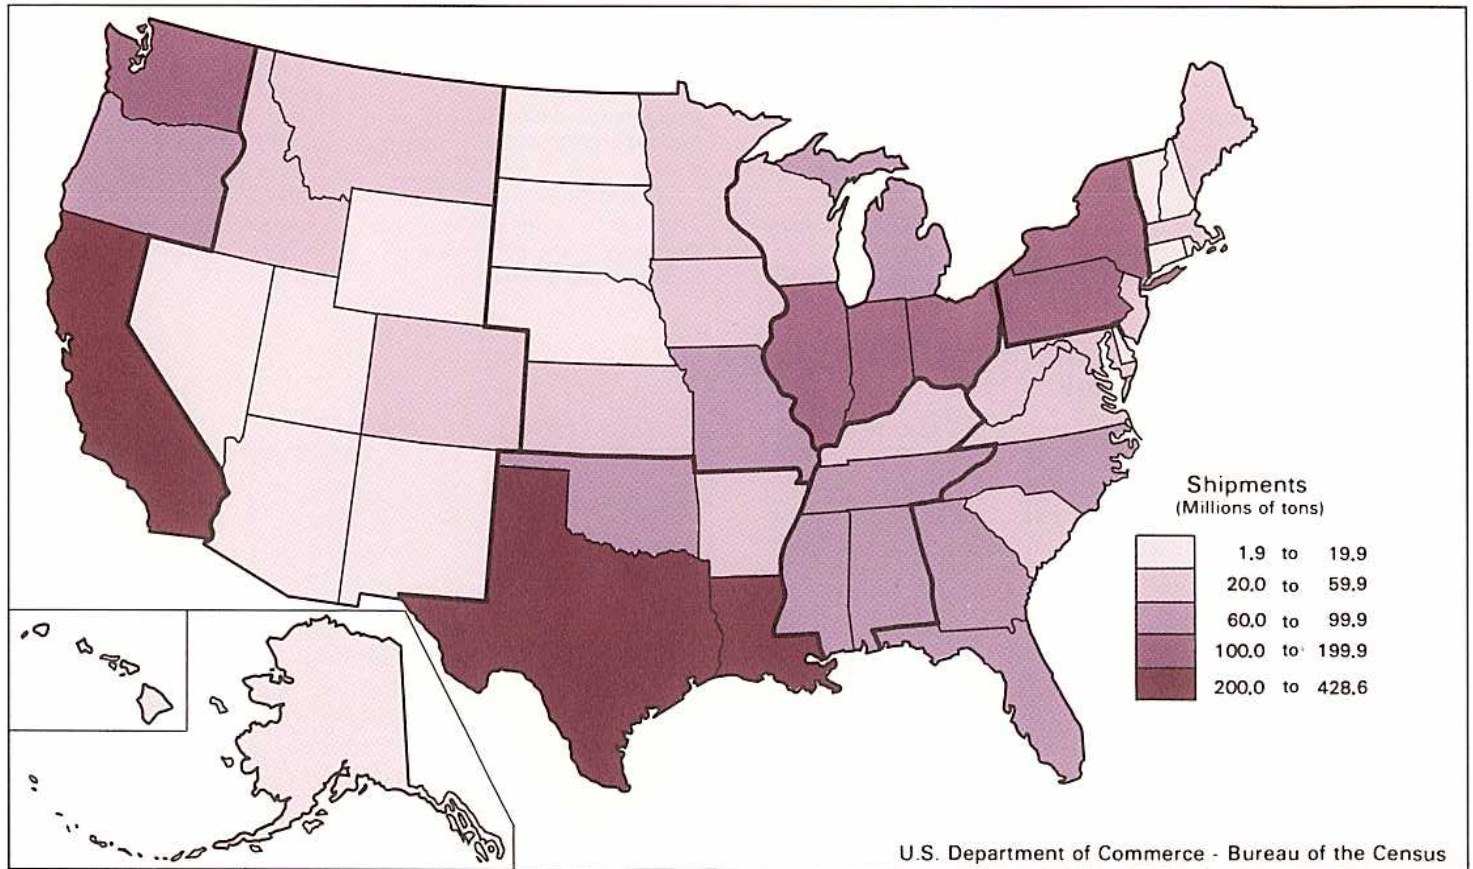 Shipments
(Millions of tons)
1.9 to 19.9
20.0 to 59.9
60.0 to 99.9
100.0 to 199.9
200.0 to 428.6
U.S. Department of Commerce - Bureau of the Census